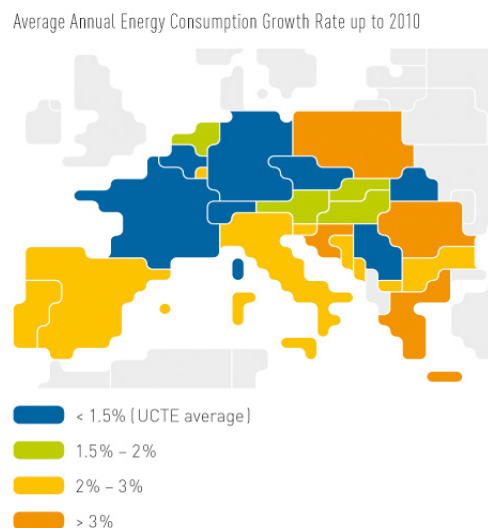 Average Annual Energy Consumption Growth Rate up to 2010
< 1.5% (UCTE average)
1.5% – 2%
2% – 3%
> 3%